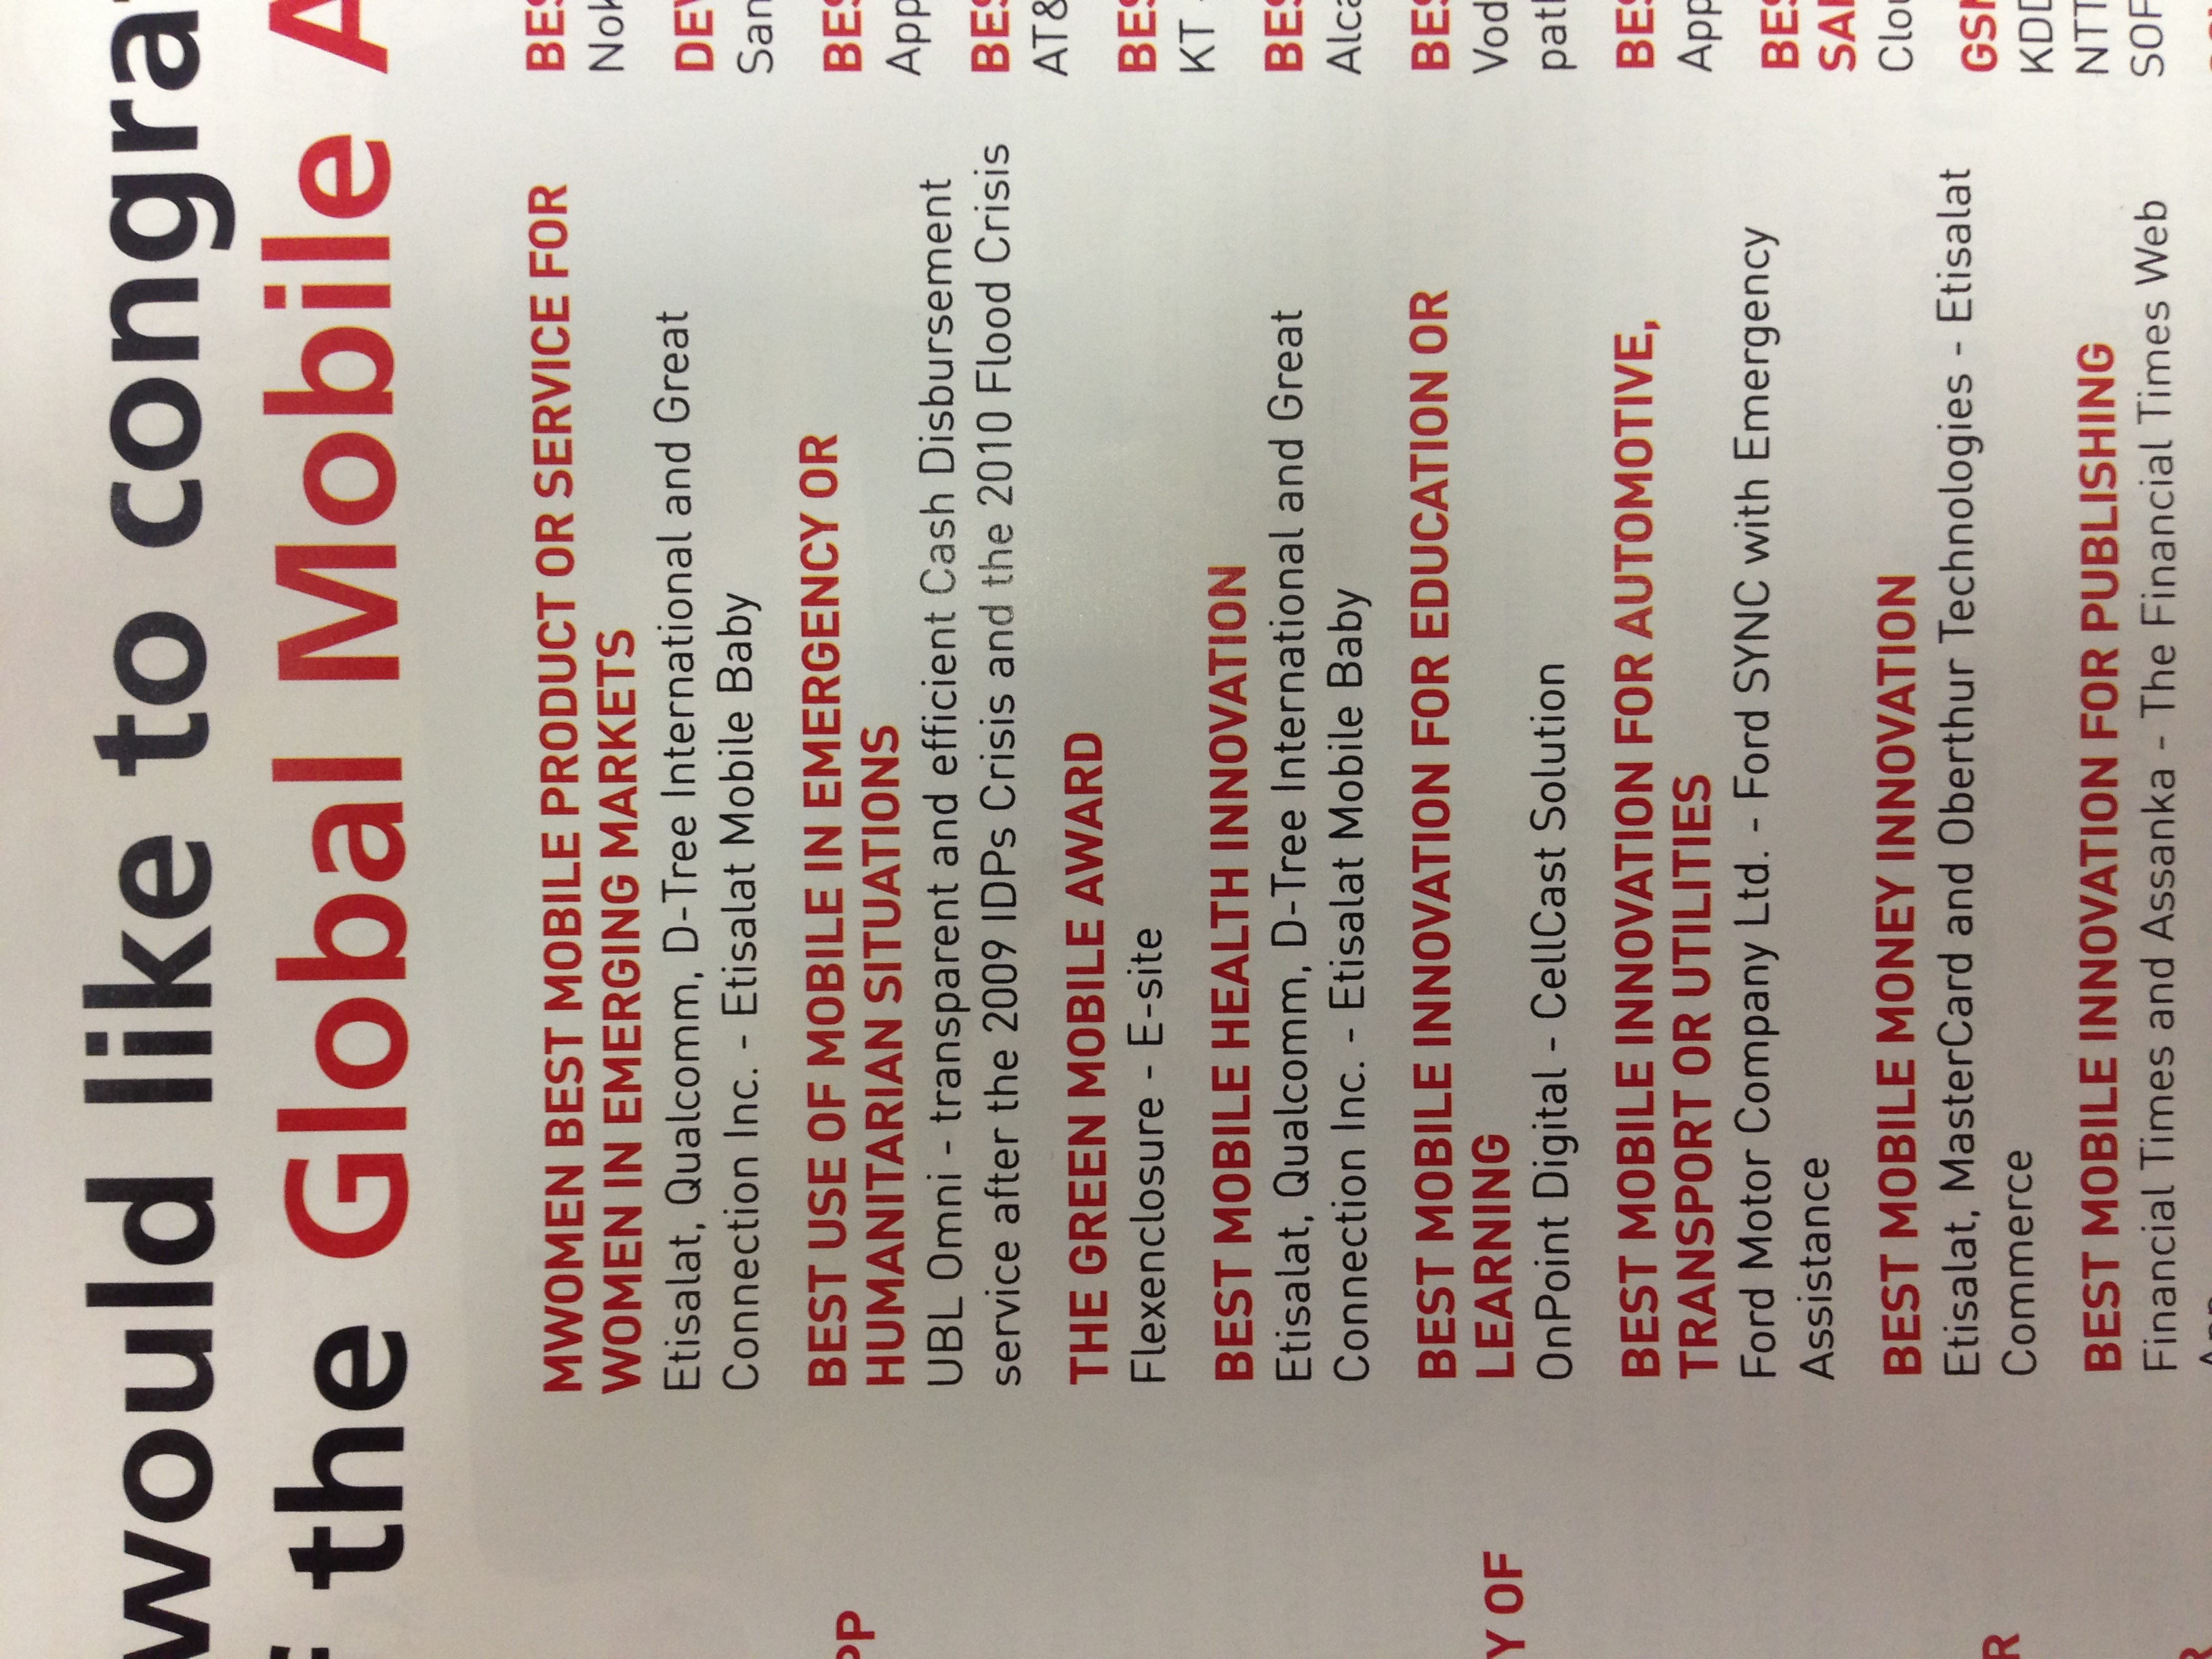 would like to congra
f the Global Mobile A
PP
Y OF
R
MWOMEN BEST MOBILE PRODUCT OR SERVICE FOR
WOMEN IN EMERGING MARKETS
Etisalat, Qualcomm, D-Tree International and Great
Connection Inc. - Etisalat Mobile Baby
BEST USE OF MOBILE IN EMERGENCY OR
HUMANITARIAN SITUATIONS
UBL Omni - transparent and efficient Cash Disbursement
service after the 2009 IDPs Crisis and the 2010 Flood Crisis
THE GREEN MOBILE AWARD
Flexenclosure - E-site
BEST MOBILE HEALTH INNOVATION
Etisalat, Qualcomm, D-Tree International and Great
Connection Inc. - Etisalat Mobile Baby
BEST MOBILE INNOVATION FOR EDUCATION OR
LEARNING
OnPoint Digital - CellCast Solution
BEST MOBILE INNOVATION FOR AUTOMOTIVE,
TRANSPORT OR UTILITIES
Ford Motor Company Ltd. - Ford SYNC with Emergency
Assistance
BEST MOBILE MONEY INNOVATION
Etisalat, MasterCard and Oberthur Technologies - Etisalat
Commerce
BEST MOBILE INNOVATION FOR PUBLISHING
Financial Times and Assanka - The Financial Times Web
App
BES
Nok
DEV
San
BES
App
BES
AT&
BES
KT
BES
Alca
BES
Vod
path
BES
App
BES
SAM
Clou
GSM
KDD
NTT
SOF